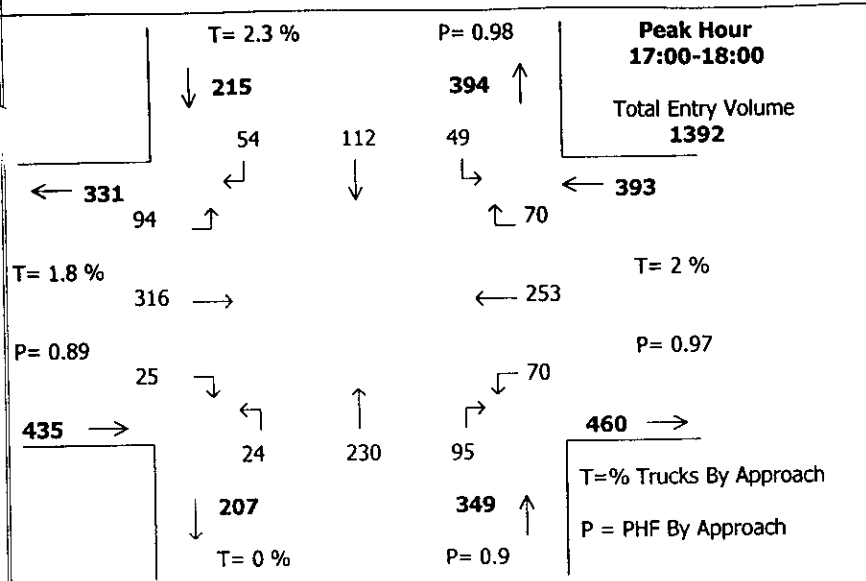 T= 2.3 % P= 0.98 Peak Hour
17:00-18:00
215 394
Total Entry Volume
1392
54 112 49
331 393
94 70
T= 1.8 % T= 2 %
316 253
P= 0.89 P= 0.97
25 70
435 460
24 230 95
T=% Trucks By Approach
207 349
P = PHF By Approach
T= 0 % P= 0.9